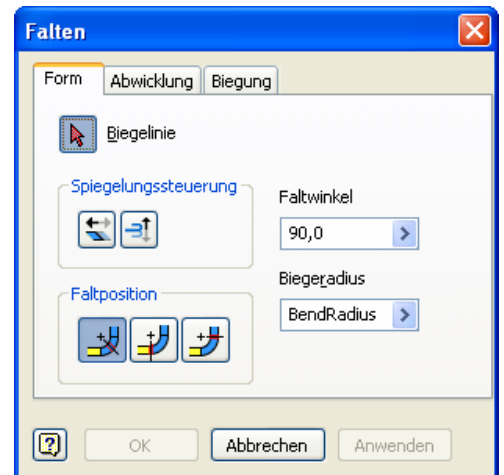 Falten
Form Abwicklung Biegung
Biegelinie
Spiegelungssteuerung
Faltwinkel
90,0
Biegeradius
Faltposition
BendRadius
OK Abbrechen Anwenden